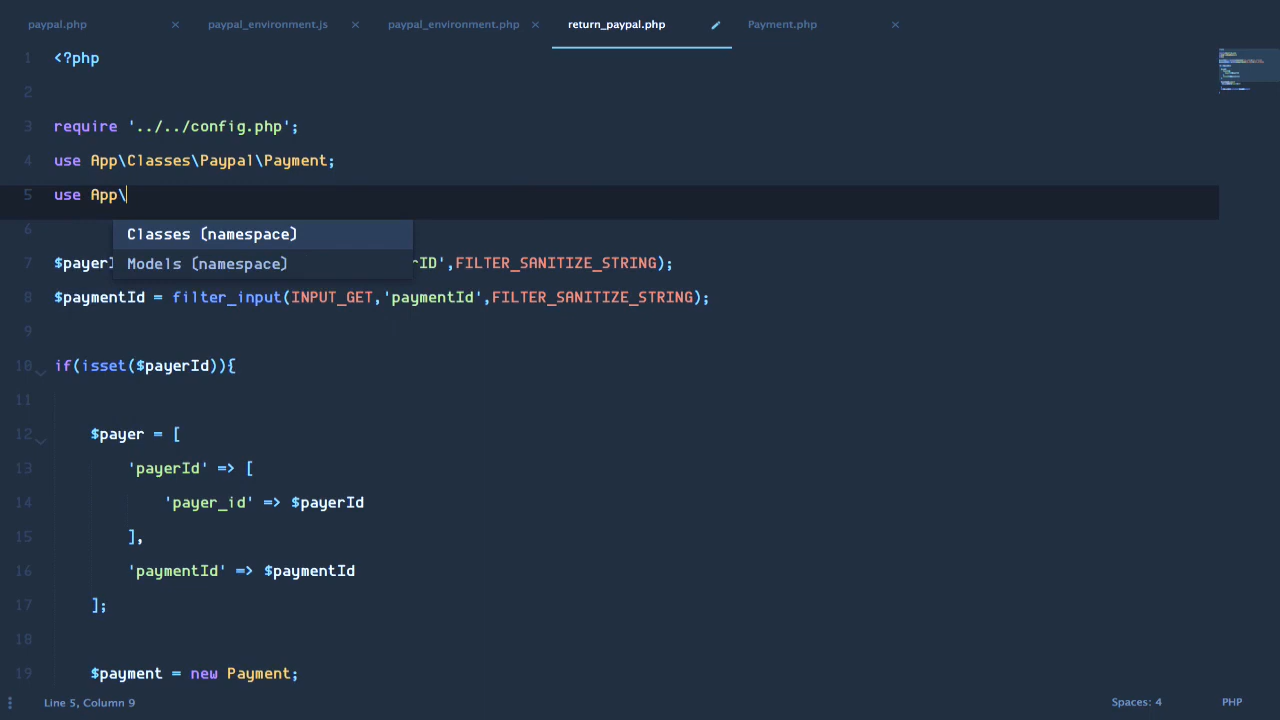 paypal.php × paypal_environment.js × paypal_environment.php × return_paypal.php Payment.php ×
1 <?php
2
3 require '../../config.php';
4 use App\Classes\Paypal\Payment;
5 use App\
Classes (namespace)
Models (namespace)
6
7 $payerI rID',FILTER_SANITIZE_STRING);
8 $paymentId = filter_input(INPUT_GET,'paymentId',FILTER_SANITIZE_STRING);
9
10 if(isset($payerId)){
11
12 $payer = [
13 'payerId' => [
14 'payer_id' => $payerId
15 ],
16 'paymentId' => $paymentId
17 ];
18
19 $payment = new Payment;
Line 5, Column 9 Spaces: 4 PHP